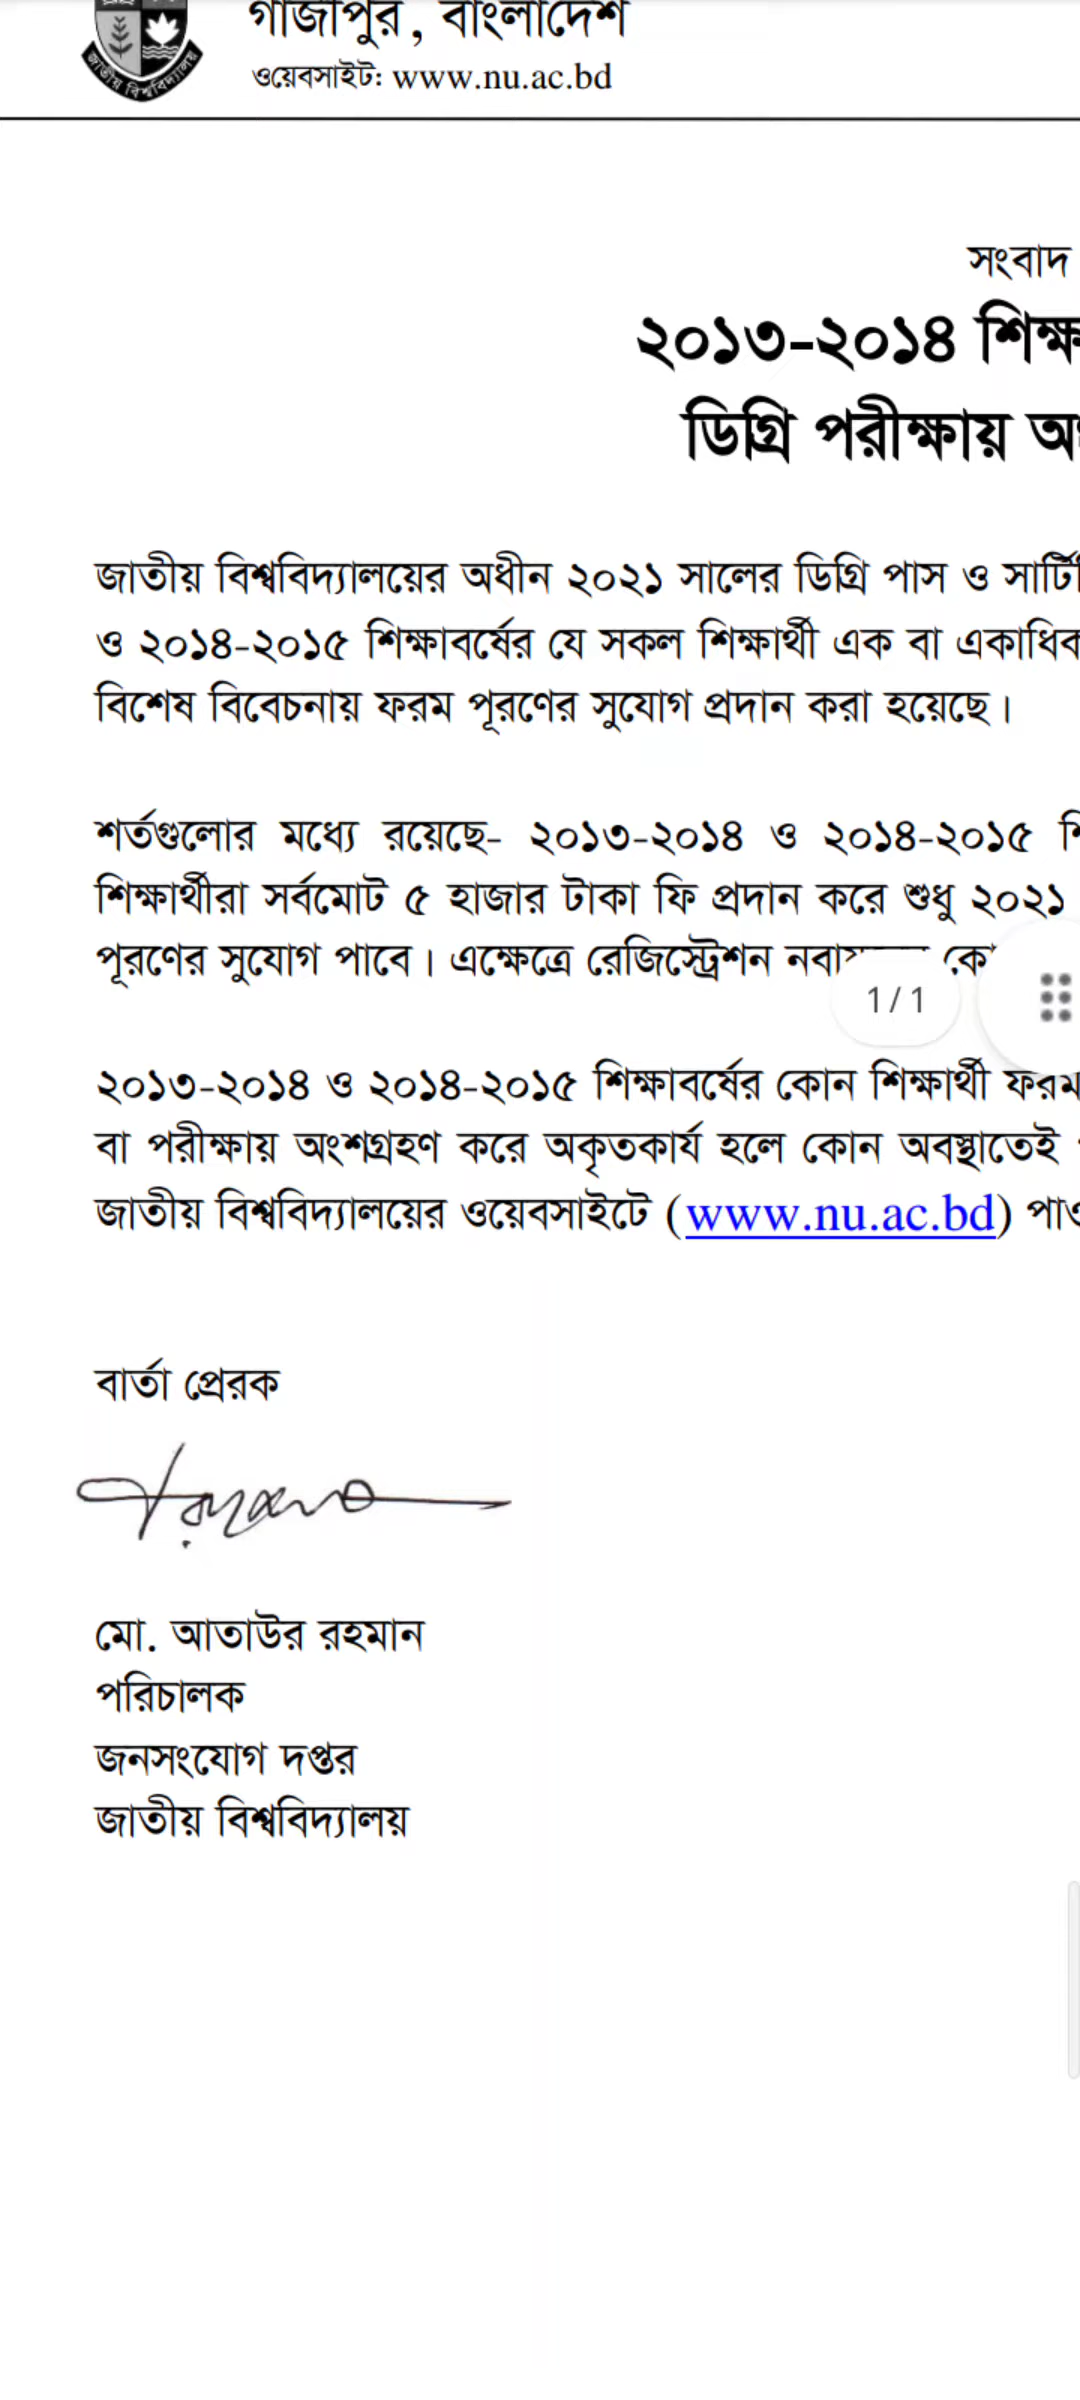 গাজীপুর, বাংলাদেশ
ওয়েবসাইট: www.nu.ac.bd
জাতীয় বিশ্ববিদ্যালয়
সংবাদ
২০১৩-২০১৪
ডিগ্রি পরীক্ষায়
জাতীয় বিশ্ববিদ্যালয়ের অধীন ২০২১ সালের ডিগ্রি পাস ও
ও ২০১৪-২০১৫ শিক্ষাবর্ষের যে সকল শিক্ষার্থী এক বা একাধিক
বিশেষ বিবেচনায় ফরম পূরণের সুযোগ প্রদান করা হয়েছে।
শর্তগুলোর মধ্যে রয়েছে- ২০১৩-২০১৪ ও ২০১৪-২০১৫
শিক্ষার্থীরা সর্বমোট ৫ হাজার টাকা ফি প্রদান করে শুধু ২০২১
পূরণের সুযোগ পাবে। এক্ষেত্রে রেজিস্ট্রেশন
1 / 1
২০১৩-২০১৪ ও ২০১৪-২০১৫ শিক্ষাবর্ষের কোন শিক্ষার্থী ফরম
বা পরীক্ষায় অংশগ্রহণ করে অকৃতকার্য হলে কোন অবস্থাতেই
জাতীয় বিশ্ববিদ্যালয়ের ওয়েবসাইটে (www.nu.ac.bd)
বার্তা প্রেরক
মো. আতাউর রহমান
পরিচালক
জনসংযোগ দপ্তর
জাতীয় বিশ্ববিদ্যালয়